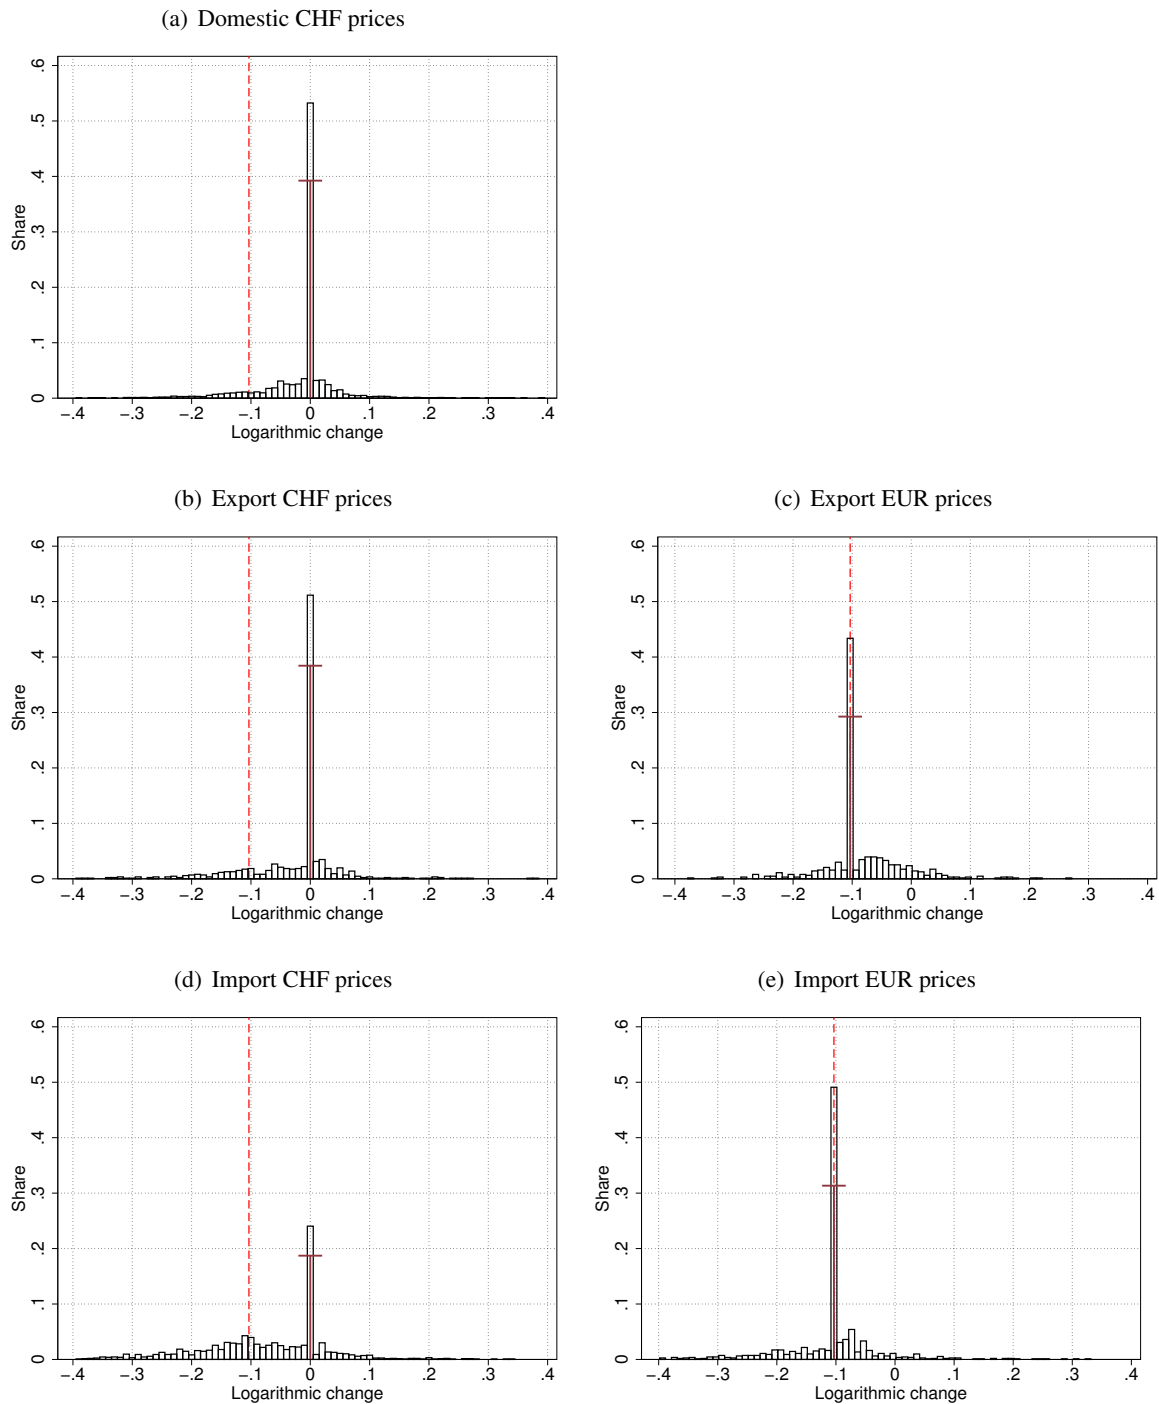 (a) Domestic CHF prices
.6
.5
.4
.3
.2
.1
0
Share
−.4 −.3 −.2 −.1 0 .1 .2 .3 .4
Logarithmic change
(b) Export CHF prices
.6
.5
.4
.3
.2
.1
0
Share
−.4 −.3 −.2 −.1 0 .1 .2 .3 .4
Logarithmic change
(c) Export EUR prices
.6
.5
.4
.3
.2
.1
0
Share
−.4 −.3 −.2 −.1 0 .1 .2 .3 .4
Logarithmic change
(d) Import CHF prices
.6
.5
.4
.3
.2
.1
0
Share
−.4 −.3 −.2 −.1 0 .1 .2 .3 .4
Logarithmic change
(e) Import EUR prices
.6
.5
.4
.3
.2
.1
0
Share
−.4 −.3 −.2 −.1 0 .1 .2 .3 .4
Logarithmic change